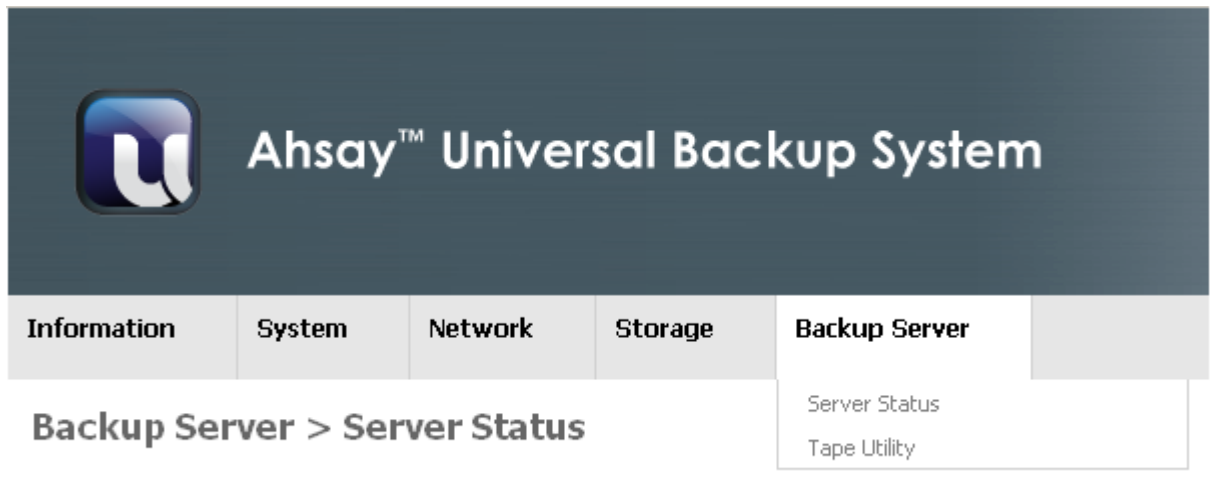 Ahsay™ Universal Backup System
Information System Network Storage Backup Server
Server Status
Tape Utility
Backup Server > Server Status